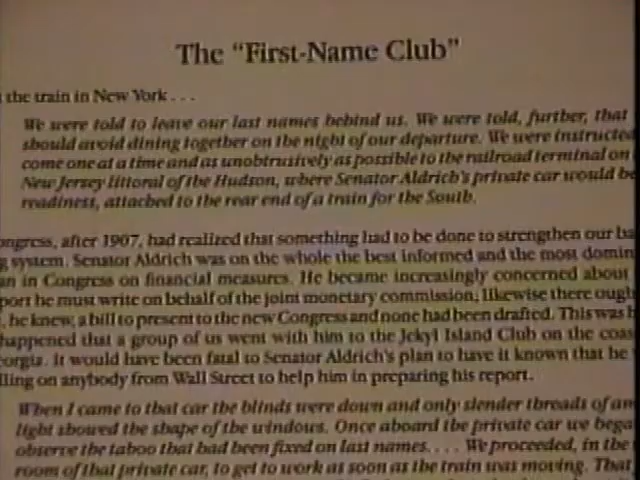 The "First-Name Club"
the train in New York . . .
We were told to leave our last names behind us. We were told, further, that
should avoid dining together on the night of our departure. We were instructed
come one at a time and as unobtrusively as possible to the railroad terminal on
New Jersey littoral of the Hudson, where Senator Aldrich's private car would be
readiness, attached to the rear end of a train for the South.
ongress, after 1907, had realized that something had to be done to strengthen our ba
g system. Senator Aldrich was on the whole the best informed and the most domin
an in Congress on financial measures. He became increasingly concerned about
port he must write on behalf of the joint monetary commission; likewise there ough
, he knew, a bill to present to the new Congress and none had been drafted. This was h
happened that a group of us went with him to the Jekyl Island Club on the coas
orgia. It would have been fatal to Senator Aldrich's plan to have it known that he
lling on anybody from Wall Street to help him in preparing his report.
When I came to that car the blinds were down and only slender threads of am
light showed the shape of the windows. Once aboard the private car we bega
observe the taboo that had been fixed on last names. . . . We proceeded, in the
room of that private car, to get to work as soon as the train was moving. That